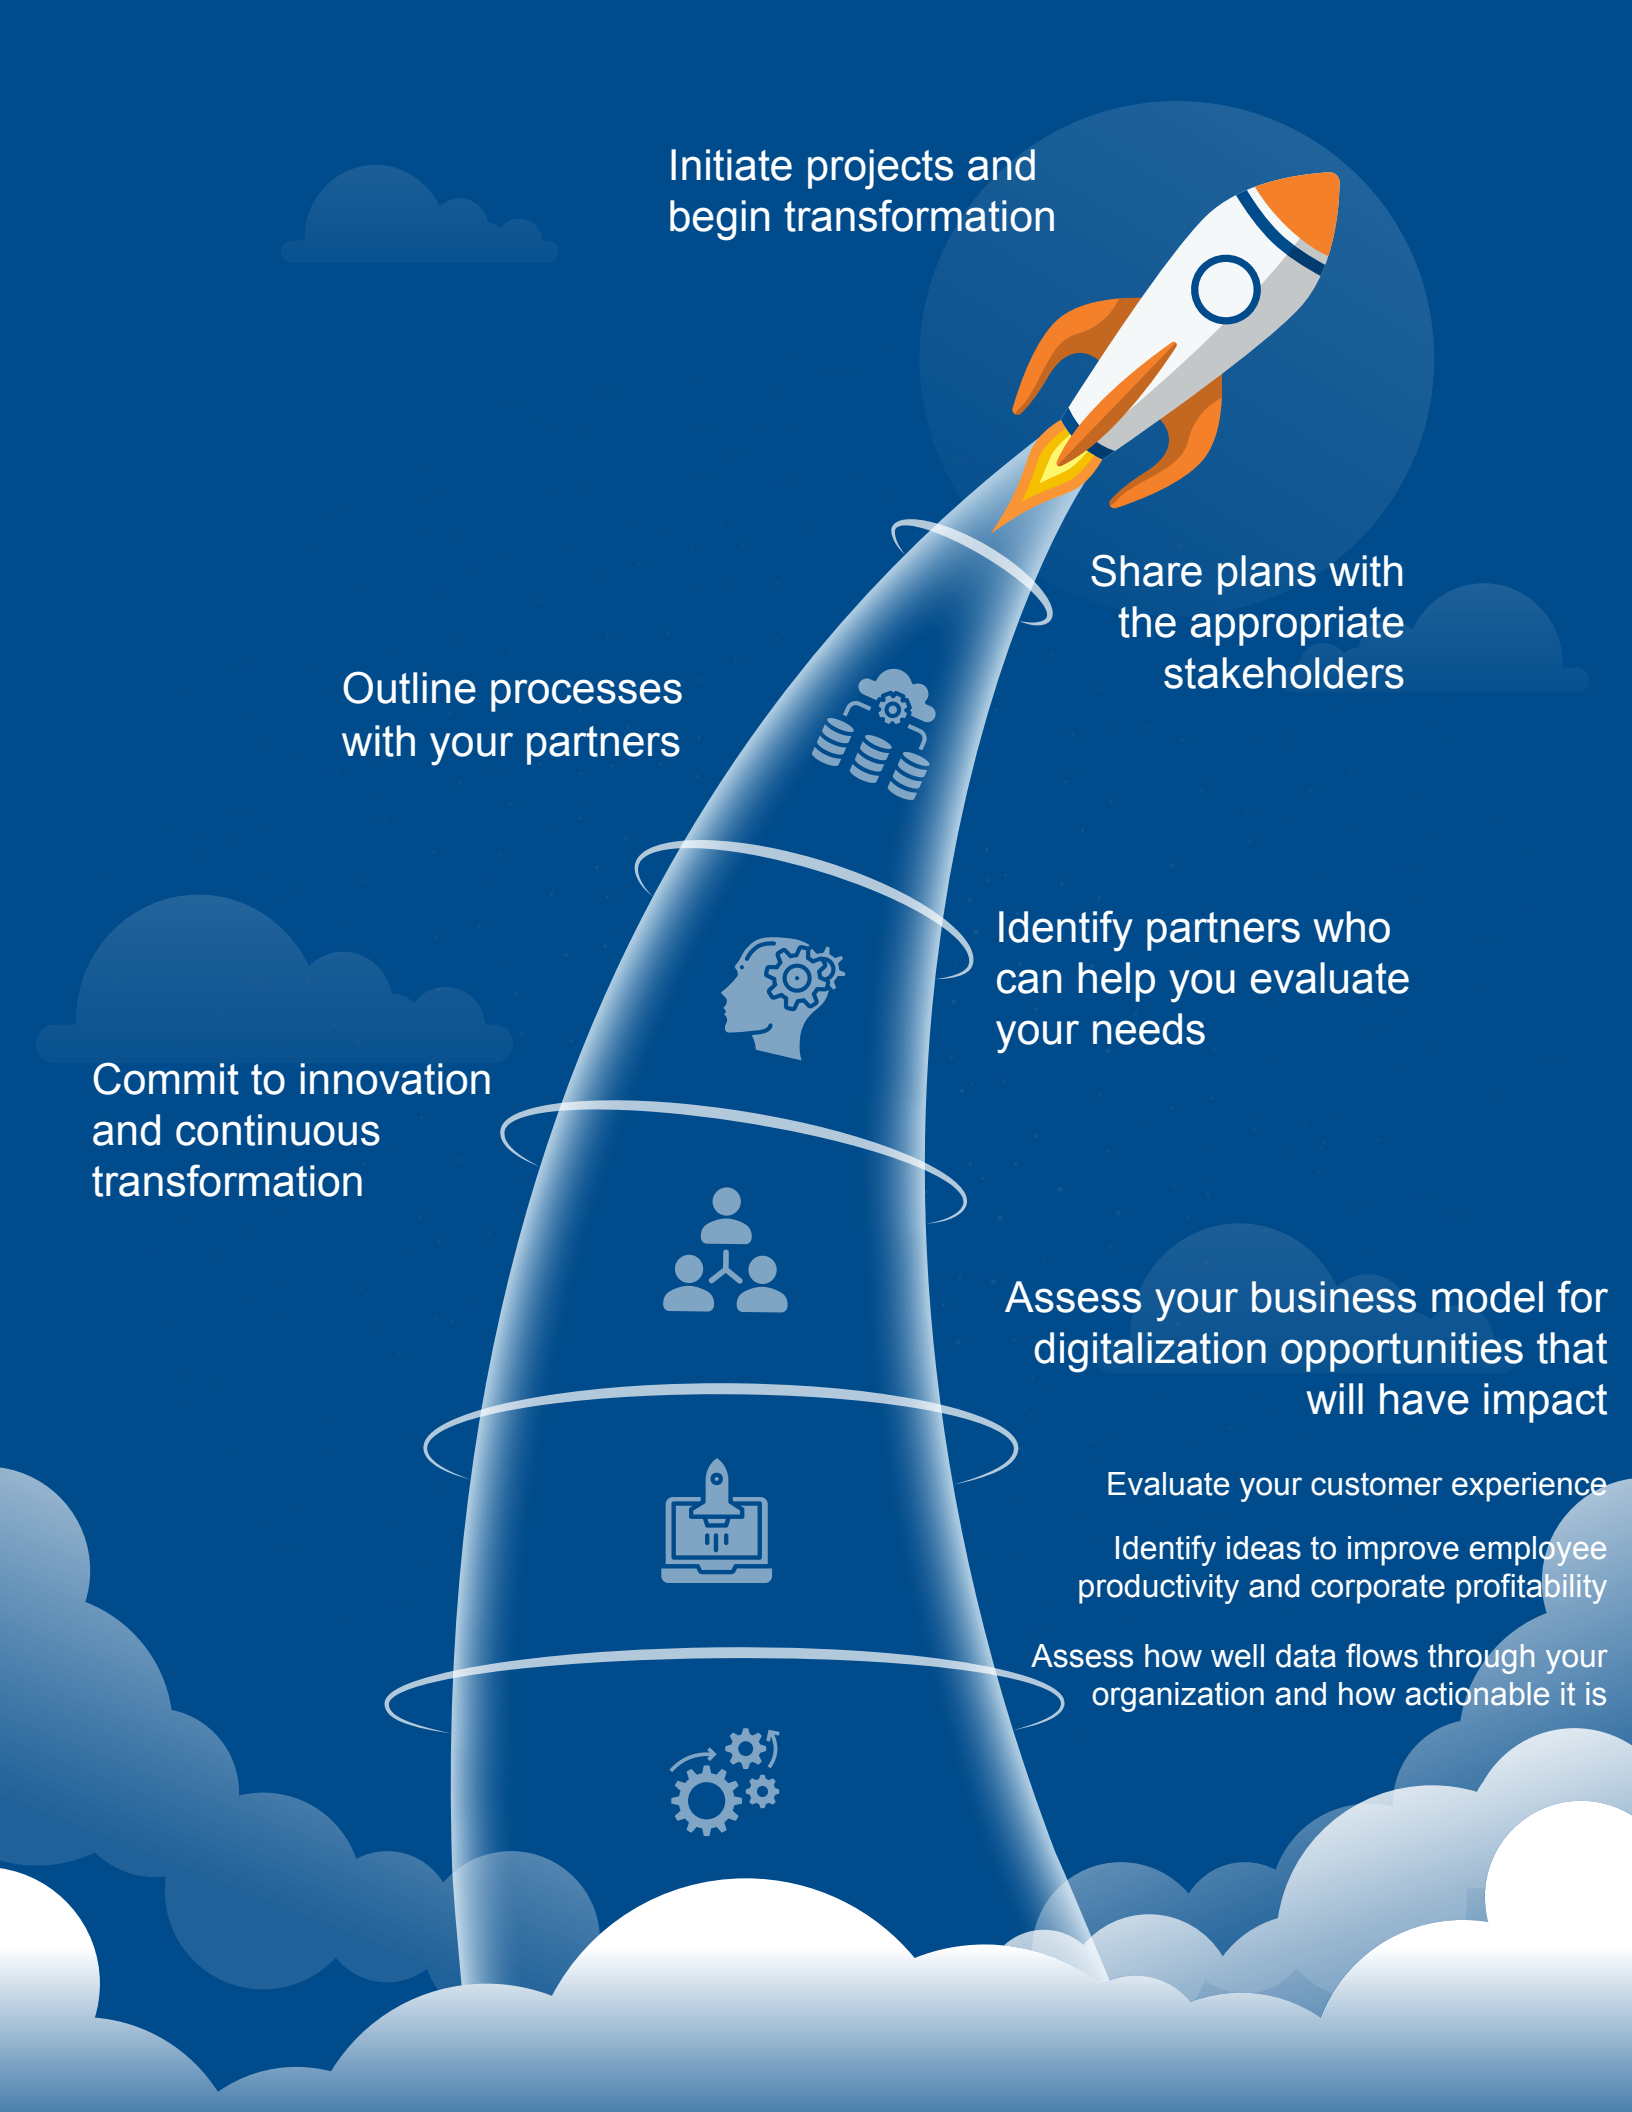 Initiate projects and
begin transformation
Share plans with
the appropriate
stakeholders
Outline processes
with your partners
Identify partners who
can help you evaluate
your needs
Commit to innovation
and continuous
transformation
Assess your business model for
digitalization opportunities that
will have impact
Evaluate your customer experience
Identify ideas to improve employee
productivity and corporate profitability
Assess how well data flows through your
organization and how actionable it is